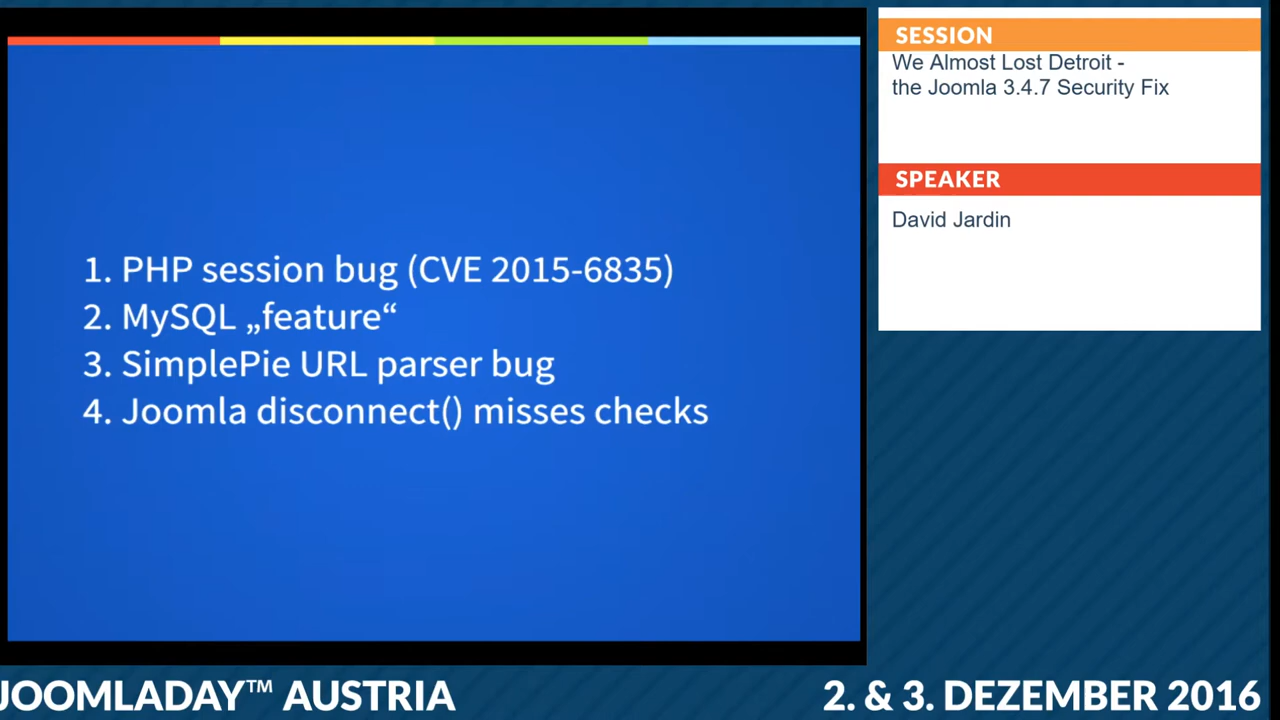 1. PHP session bug (CVE 2015-6835)
2. MySQL „feature“
3. SimplePie URL parser bug
4. Joomla disconnect() misses checks
SESSION
We Almost Lost Detroit -
the Joomla 3.4.7 Security Fix
SPEAKER
David Jardin
JOOMLADAY™ AUSTRIA
2. & 3. DEZEMBER 2016